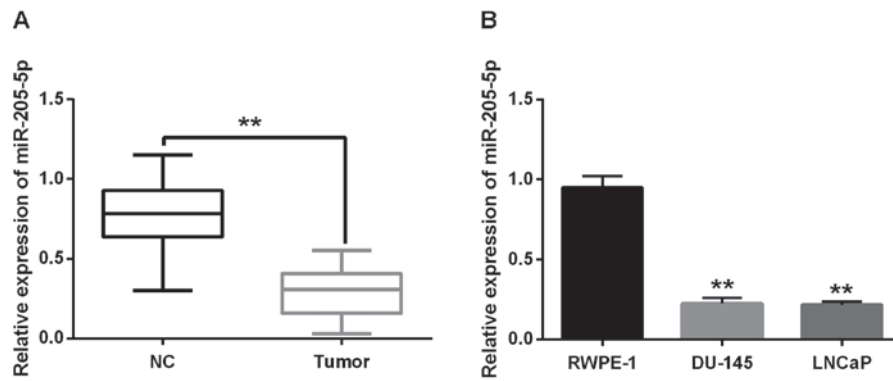 A
Relative expression of miR-205-5p
1.5
1.0
0.5
0.0
**
NC
Tumor
B
Relative expression of miR-205-5p
1.5
1.0
0.5
0.0
**
**
RWPE-1
DU-145
LNCaP